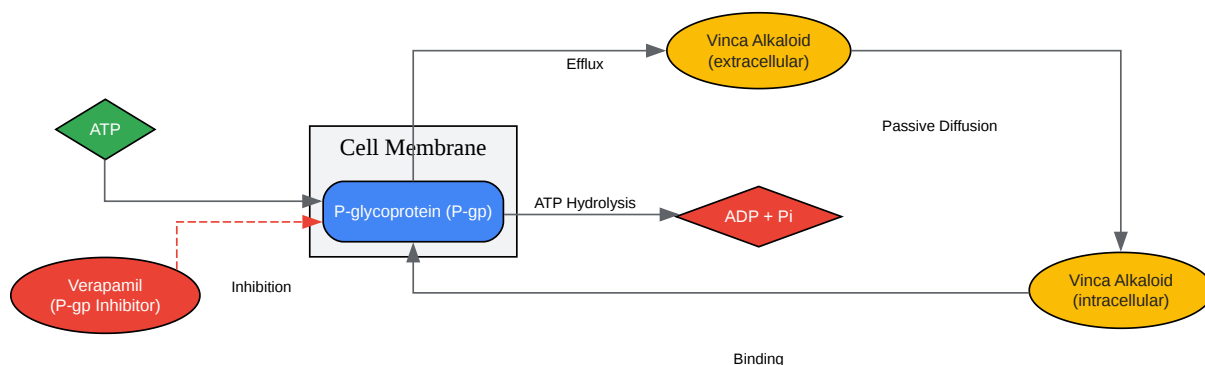 Vinca Alkaloid
(extracellular)
Efflux
ATP
Passive Diffusion
Cell Membrane
P-glycoprotein (P-gp)
ATP Hydrolysis
ADP + Pi
Verapamil
(P-gp Inhibitor)
Inhibition
Vinca Alkaloid
(intracellular)
Binding